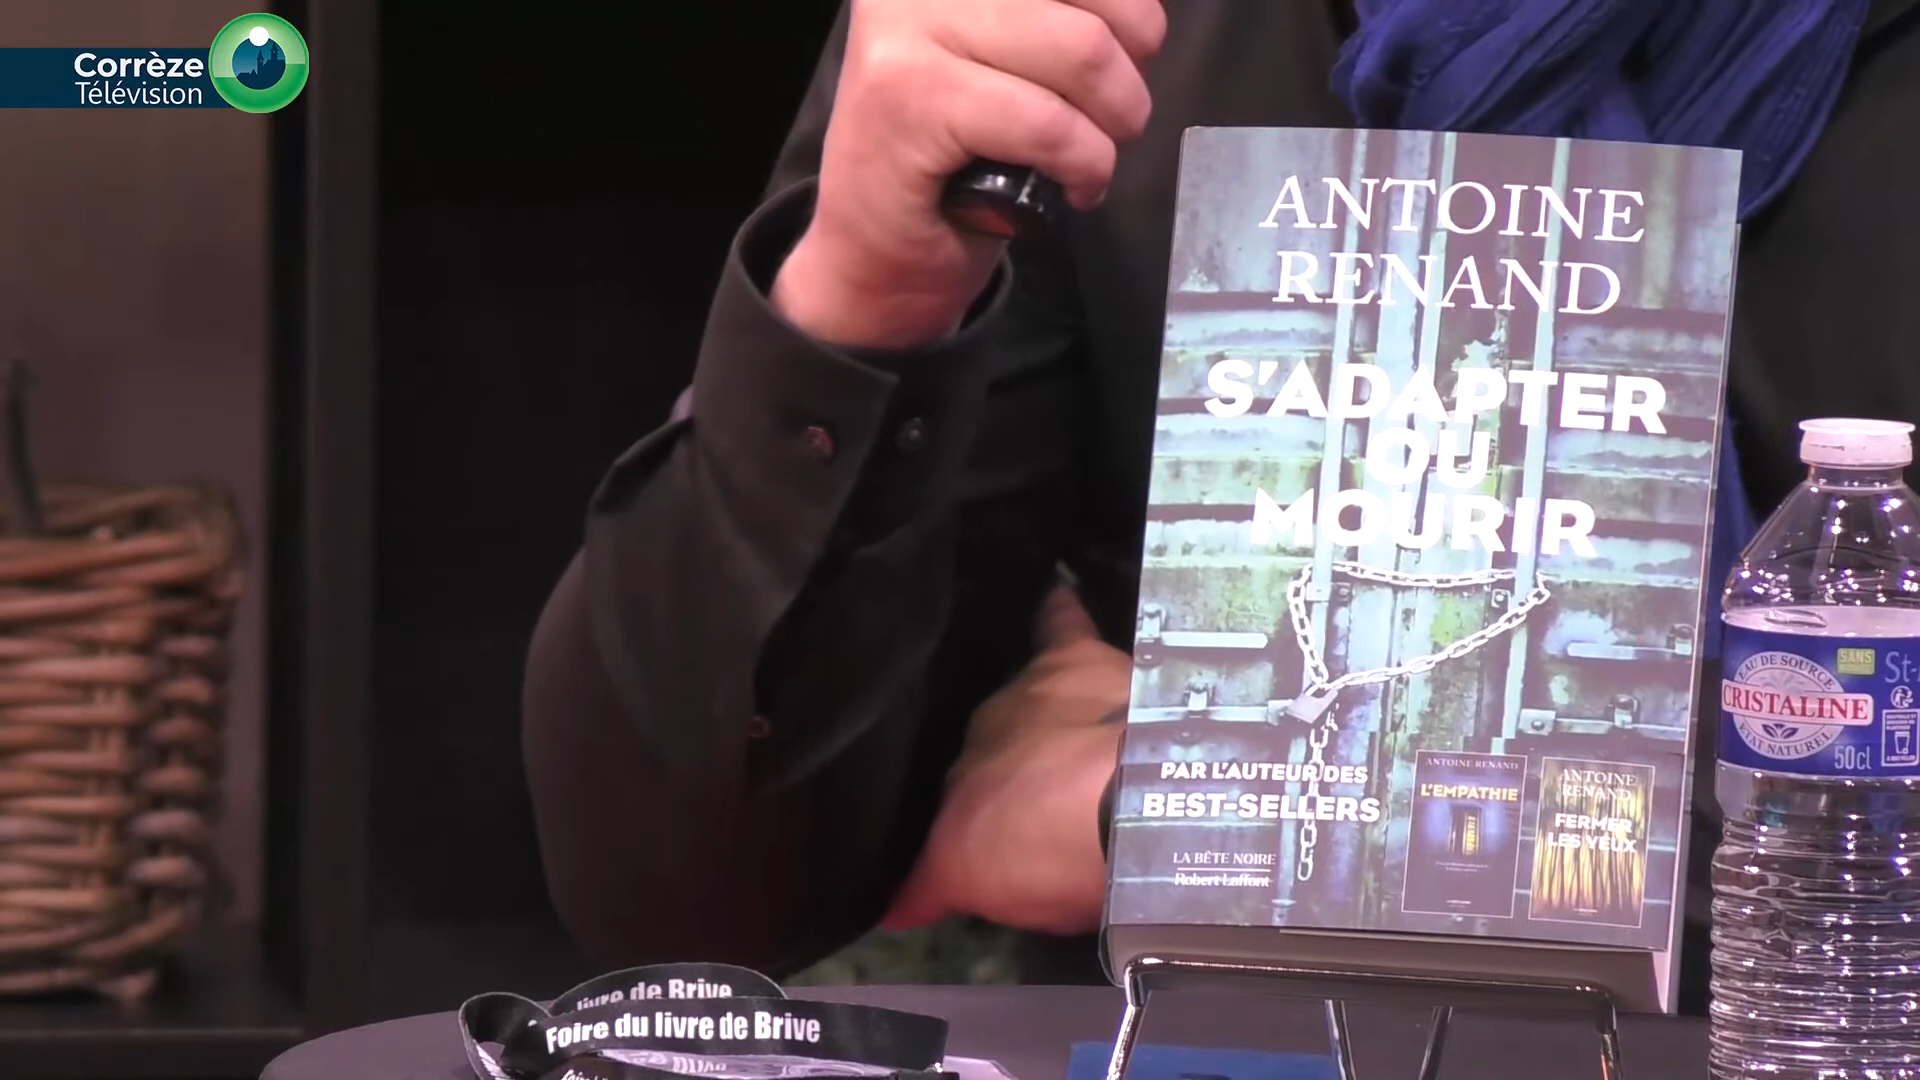 Corrèze
Télévision
ANTOINE
RENAND
S'ADAPTER
OU
MOURIR
PAR L'AUTEUR DES
BEST-SELLERS
LA BÊTE NOIRE
Robert Laffont
ANTOINE RENAND
L'EMPATHIE
ANTOINE
RENAND
FERMER
LES YEUX
EAU DE SOURCE
CRISTALINE
L'ETAT NATUREL
SANS
St-
50cl
livre de Brive
Foire du livre de Brive